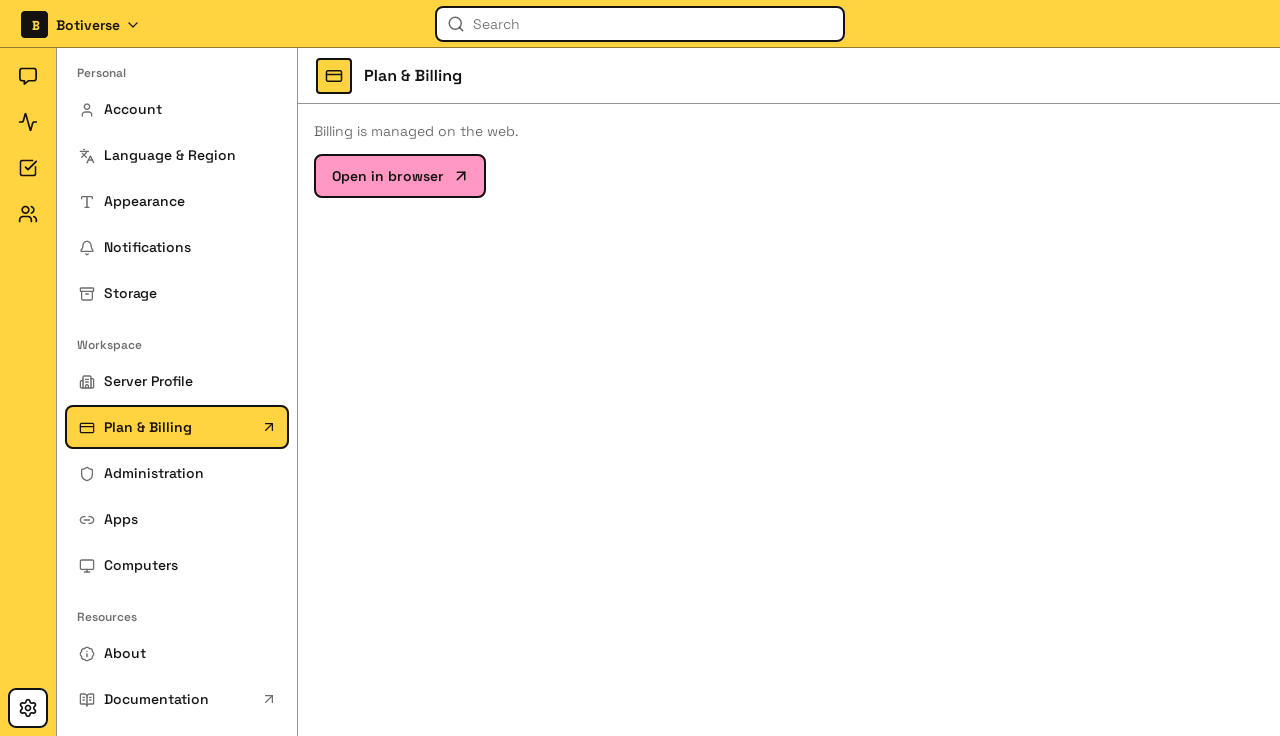 B
Botiverse
Search
Personal
Account
Language & Region
Appearance
Notifications
Storage
Workspace
Server Profile
Plan & Billing
Administration
Apps
Computers
Resources
About
Documentation
Plan & Billing
Billing is managed on the web.
Open in browser